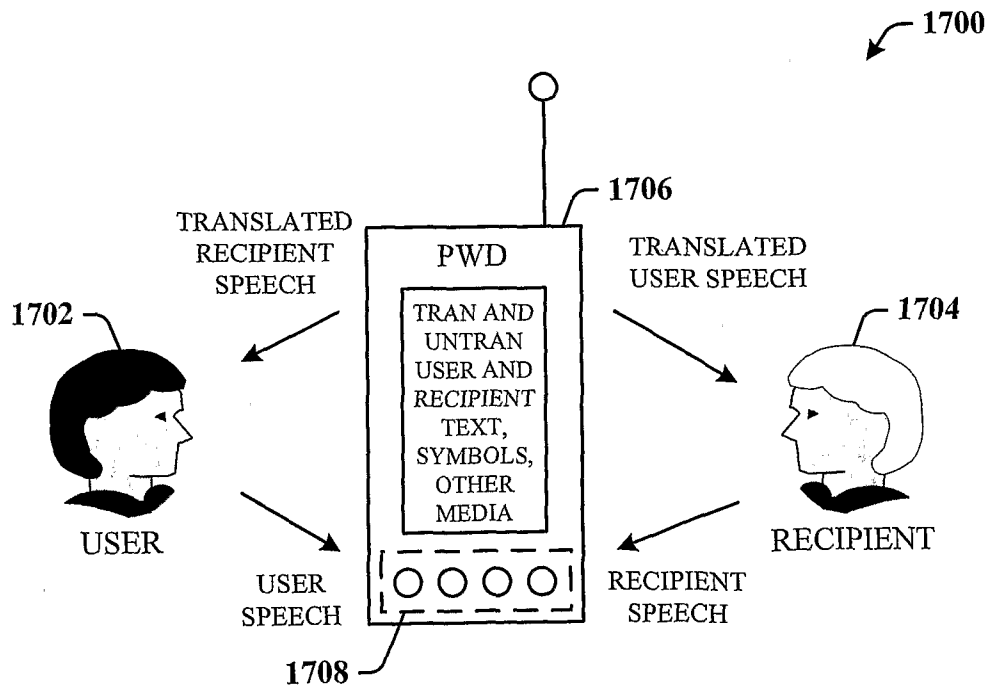 1700
1706
TRANSLATED
RECIPIENT
SPEECH
PWD
TRANSLATED
USER SPEECH
1702
1704
TRAN AND
UNTRAN
USER AND
RECIPIENT
TEXT,
SYMBOLS,
OTHER
MEDIA
USER
RECIPIENT
USER
SPEECH
RECIPIENT
SPEECH
1708